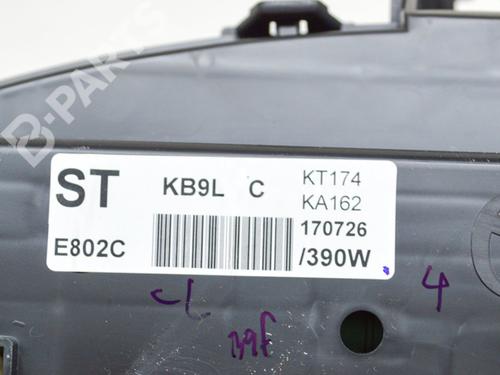 B-PARTS
ST KB9L C KT174
KA162
E802C 170726
/390W
4